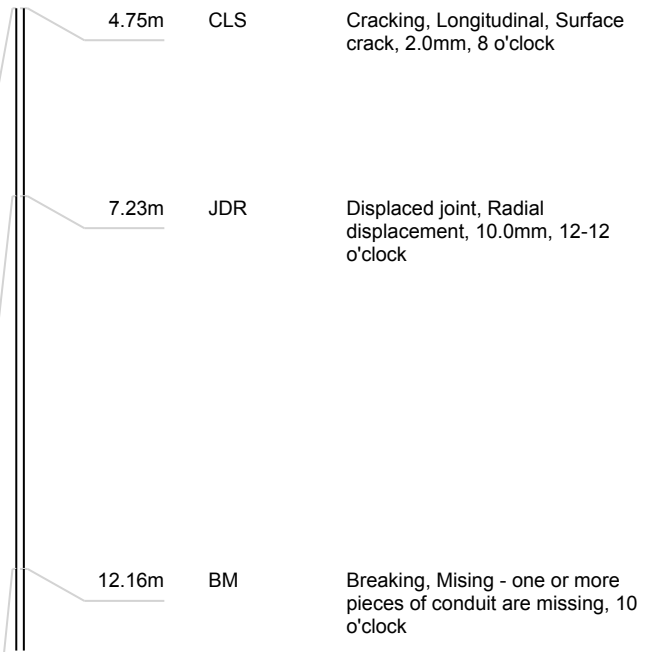 4.75m CLS Cracking, Longitudinal, Surface
crack, 2.0mm, 8 o'clock
7.23m JDR Displaced joint, Radial
displacement, 10.0mm, 12-12
o'clock
12.16m BM Breaking, Mising - one or more
pieces of conduit are missing, 10
o'clock